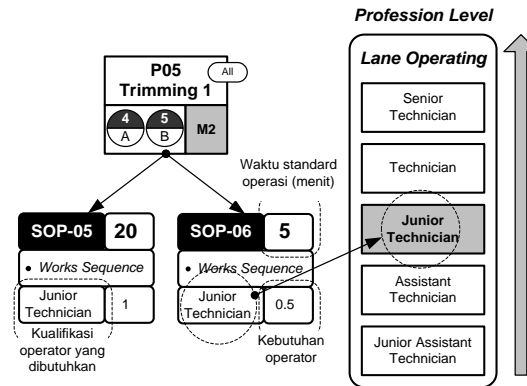 Profession Level
P05
Trimming 1
All
4
A
5
B
M2
Lane Operating
Senior
Technician
Technician
Junior
Technician
Assistant
Technician
Junior Assistant
Technician
Waktu standard
operasi (menit)
SOP-05
20
• Works Sequence
Junior
Technician
1
Kualifikasi
operator yang
dibutuhkan
SOP-06
5
• Works Sequence
Junior
Technician
0.5
Kebutuhan
operator